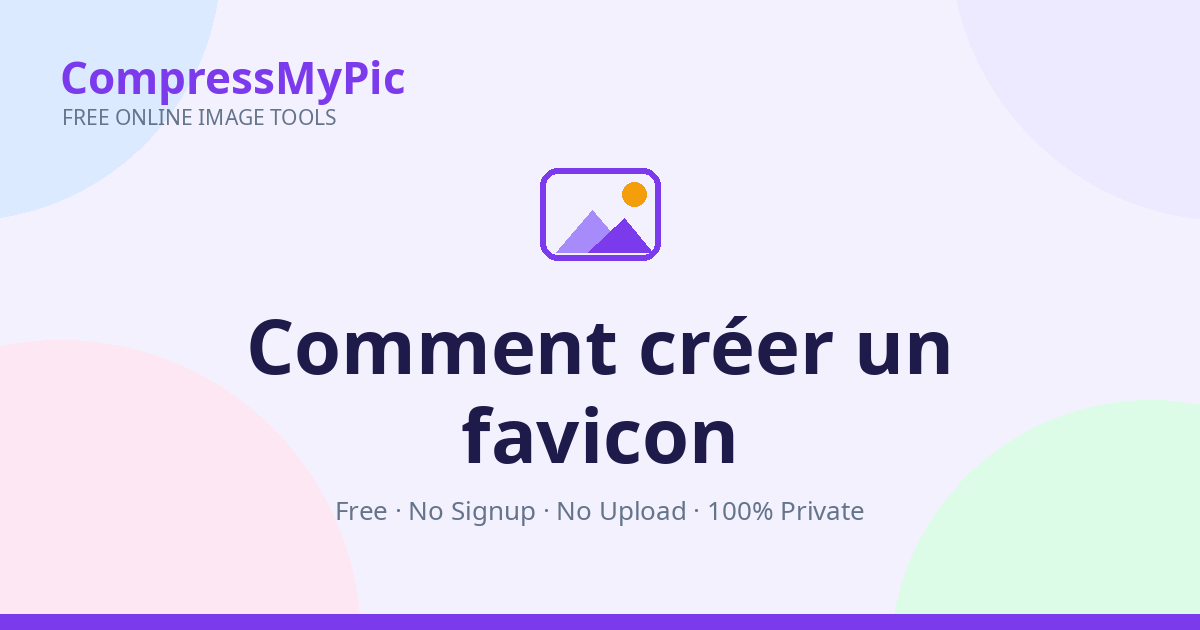 CompressMyPic
FREE ONLINE IMAGE TOOLS
Comment créer un
favicon
Free · No Signup · No Upload · 100% Private